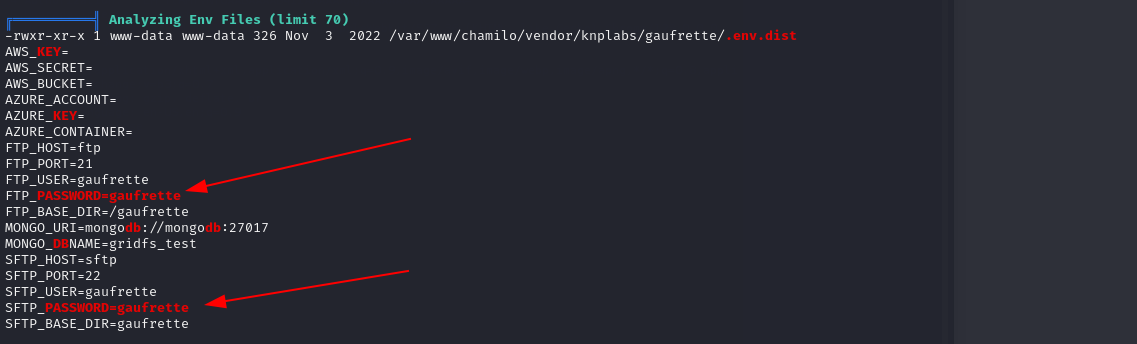 ╔══════════╣ Analyzing Env Files (limit 70)
-rwxr-xr-x 1 www-data www-data 326 Nov  3  2022 /var/www/chamilo/vendor/knplabs/gaufrette/.env.dist
AWS_KEY=
AWS_SECRET=
AWS_BUCKET=
AZURE_ACCOUNT=
AZURE_KEY=
AZURE_CONTAINER=
FTP_HOST=ftp
FTP_PORT=21
FTP_USER=gaufrette
FTP_PASSWORD=gaufrette
FTP_BASE_DIR=/gaufrette
MONGO_URI=mongodb://mongodb:27017
MONGO_DBNAME=gridfs_test
SFTP_HOST=sftp
SFTP_PORT=22
SFTP_USER=gaufrette
SFTP_PASSWORD=gaufrette
SFTP_BASE_DIR=gaufrette